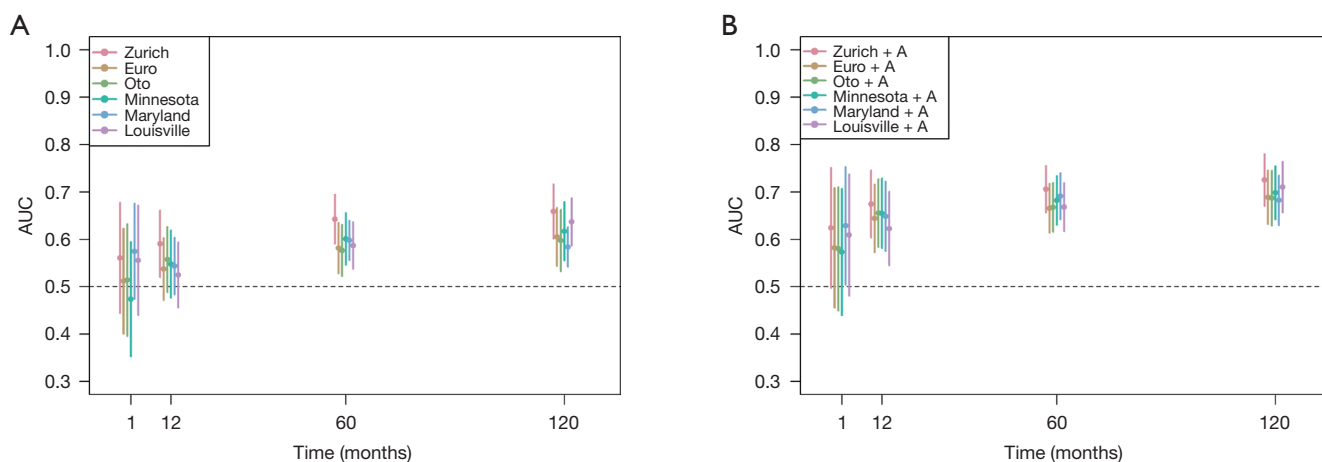 A
1.0
0.9
0.8
0.7
0.6
0.5
0.4
0.3
AUC
Zurich
Euro
Oto
Minnesota
Maryland
Louisville
1
12
60
120
Time (months)
B
1.0
0.9
0.8
0.7
0.6
0.5
0.4
0.3
AUC
Zurich + A
Euro + A
Oto + A
Minnesota + A
Maryland + A
Louisville + A
1
12
60
120
Time (months)